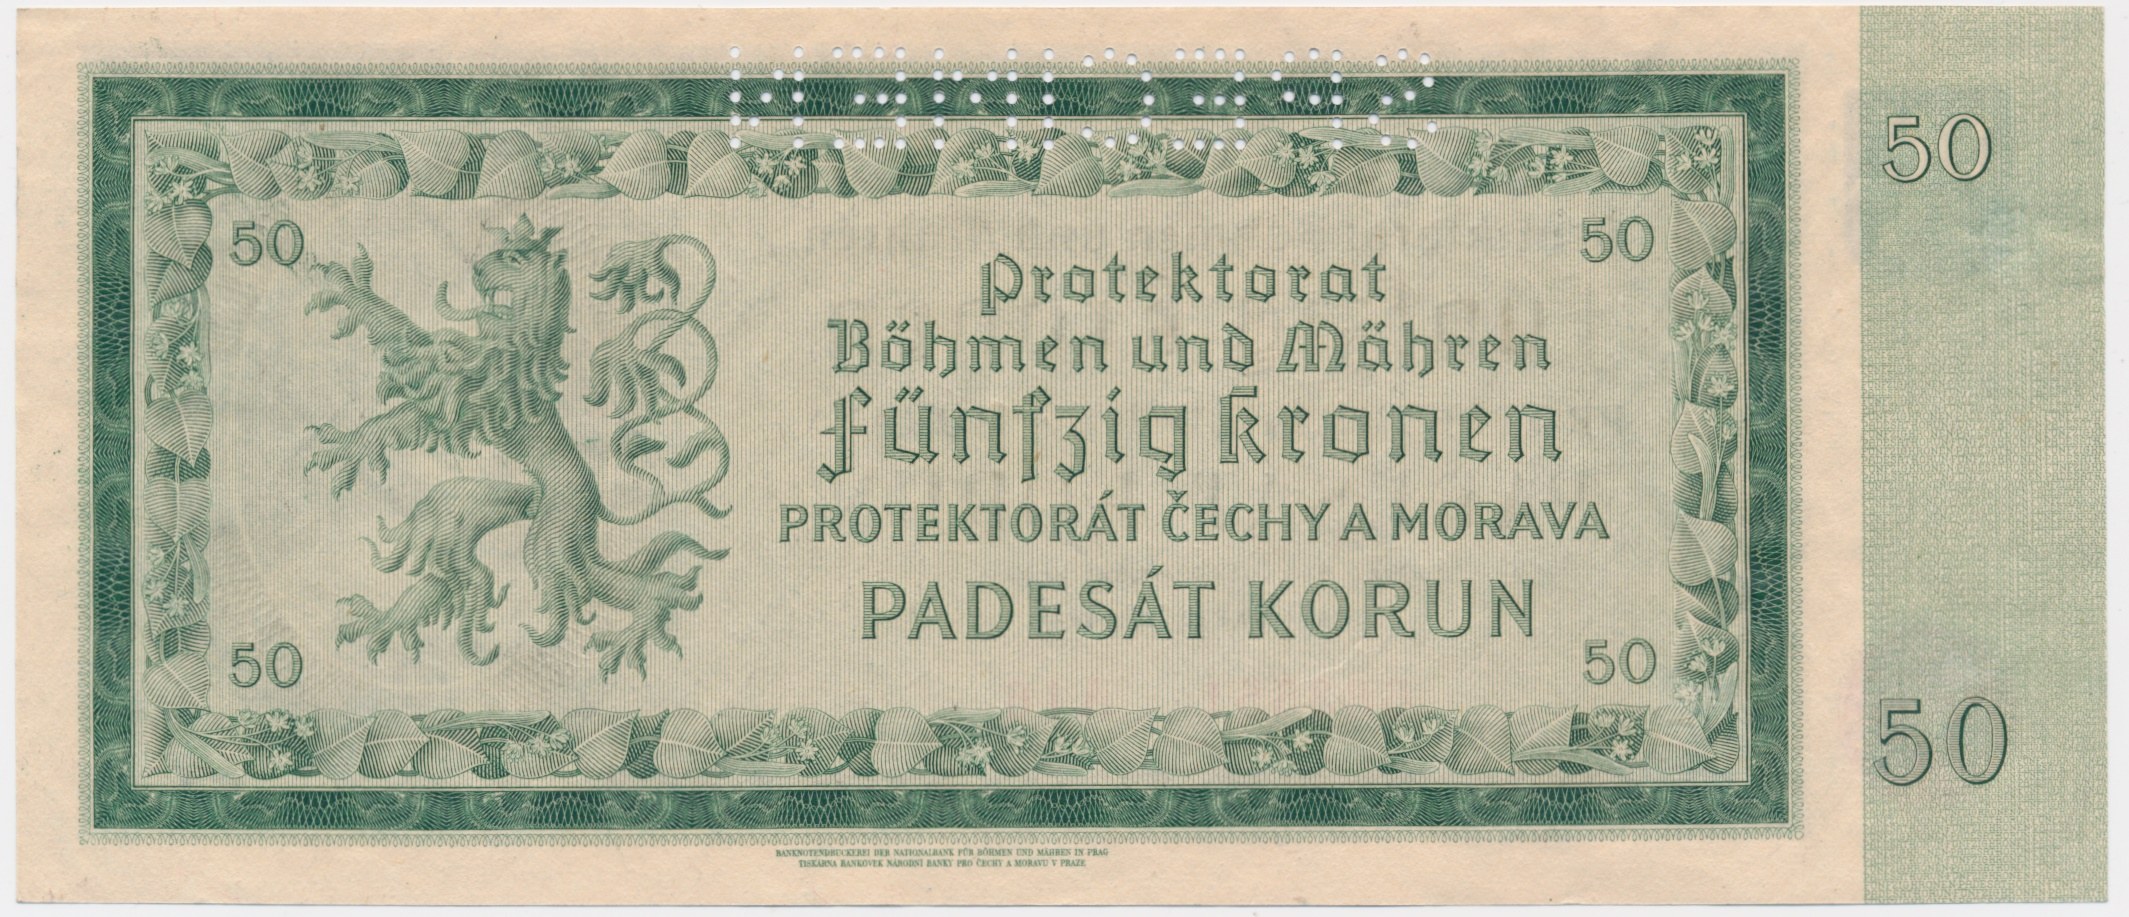 SPECIMEN
50
50
50
Protektorat
Böhmen und Mähren
Fünfzig Kronen
PROTEKTORÁT ČECHY A MORAVA
PADESÁT KORUN
50
50
50
BANKNOTENDRUCKEREI DER NATIONALBANK FÜR BÖHMEN UND MÄHREN IN PRAG
TISKÁRNA BANKOVEK NÁRODNÍ BANKY PRO ČECHY A MORAVU V PRAZE